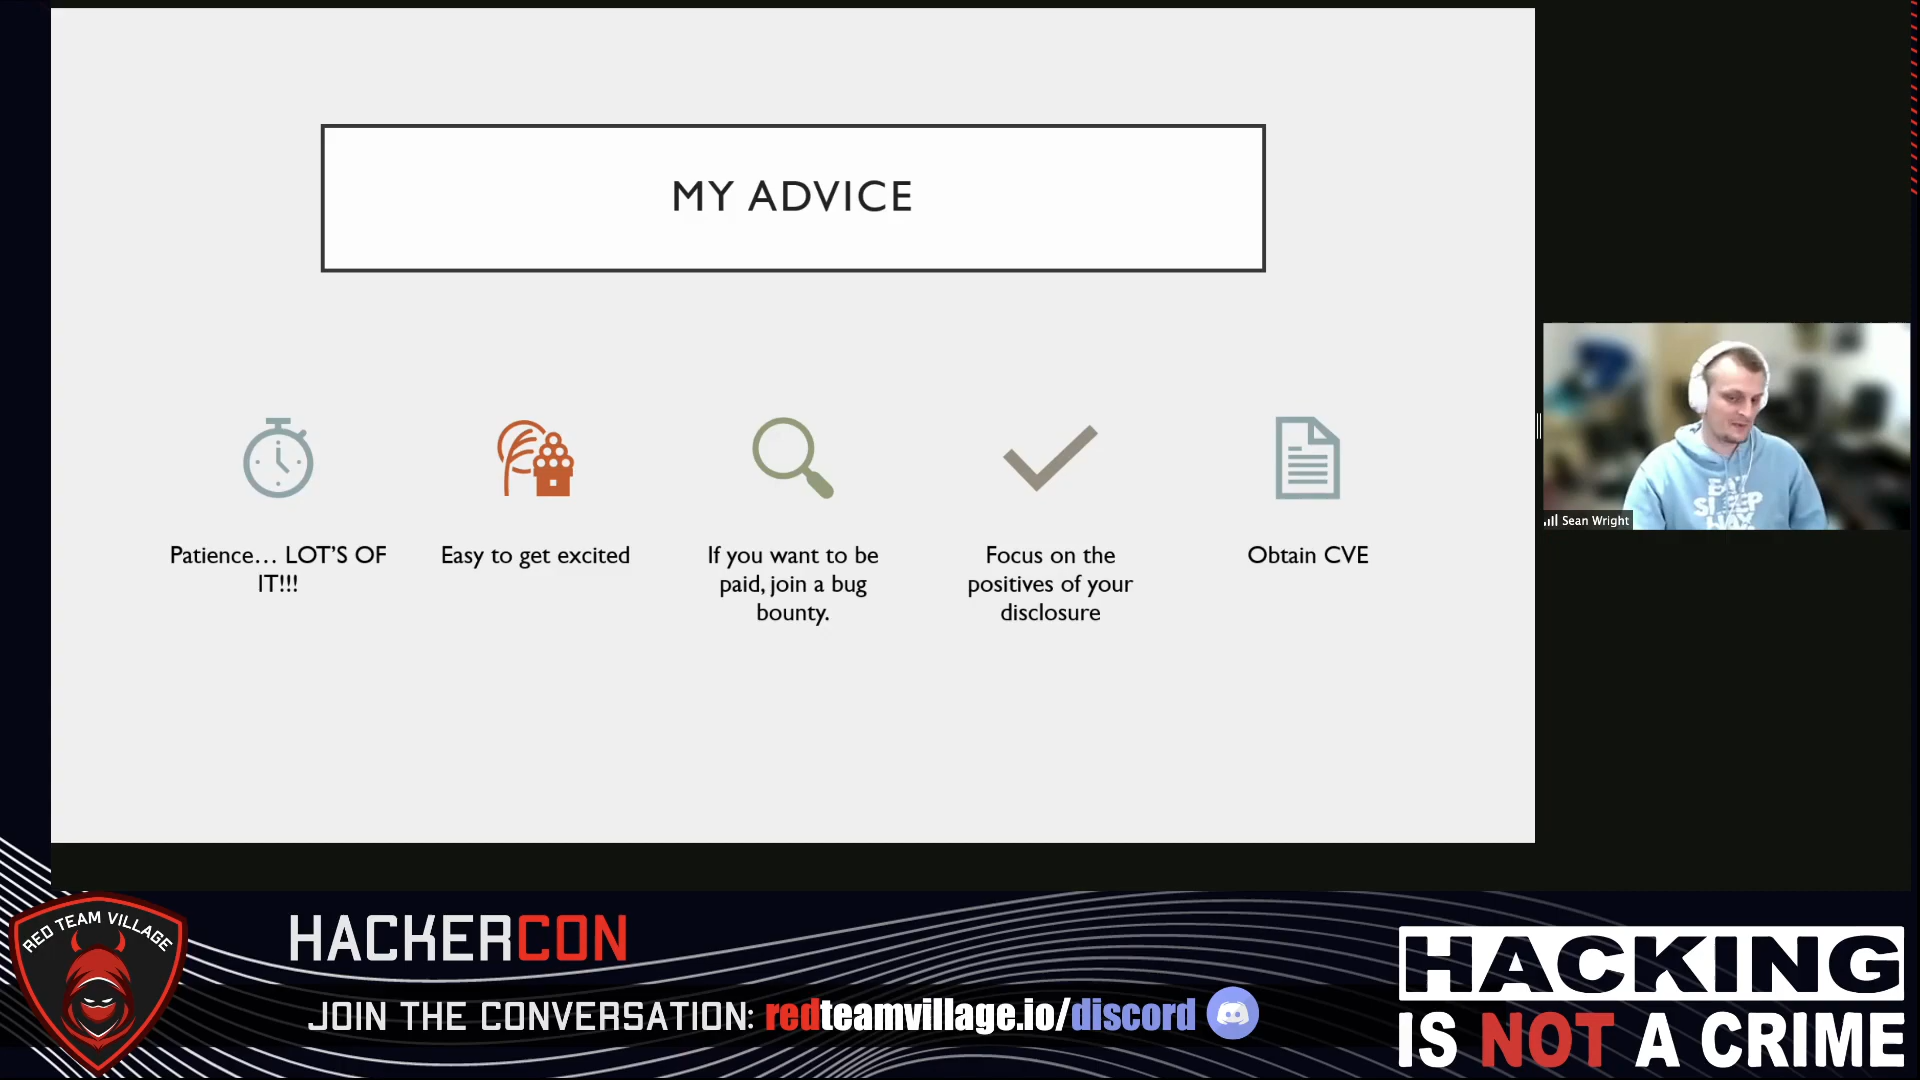 MY ADVICE
Patience… LOT'S OF
IT!!!
Easy to get excited
If you want to be
paid, join a bug
bounty.
Focus on the
positives of your
disclosure
Obtain CVE
Sean Wright
RED TEAM VILLAGE
HACKERCON
JOIN THE CONVERSATION: redteamvillage.io/discord
HACKING
IS NOT A CRIME